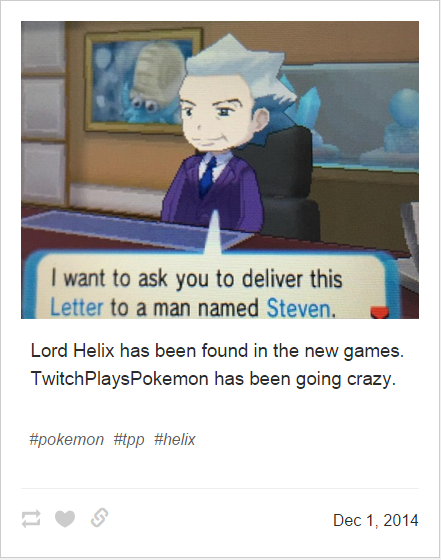 I want to ask you to deliver this
Letter to a man named Steven.
Lord Helix has been found in the new games.
TwitchPlaysPokemon has been going crazy.
#pokemon #tpp #helix
Dec 1, 2014